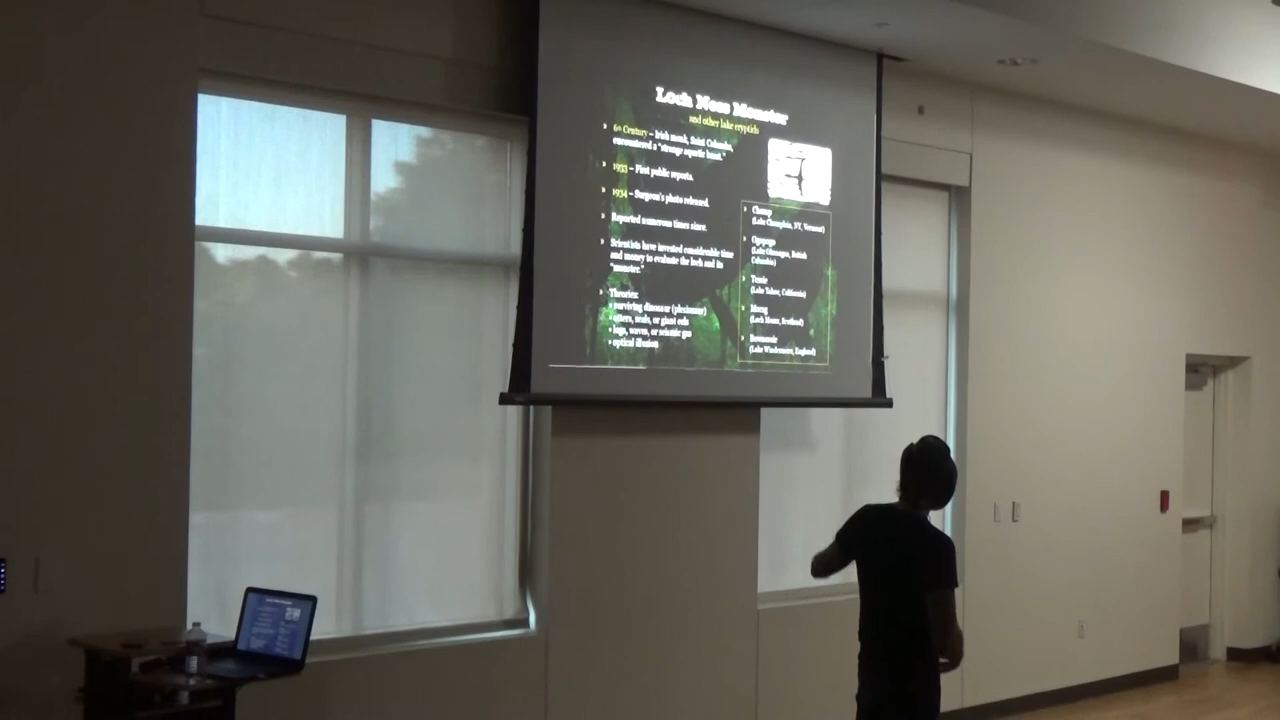 Loch Ness Monster
and other lake cryptids
6th Century – Irish monk, Saint Columba,
encountered a "strange aquatic beast."
1933 – First public reports.
1934 – Surgeon's photo released.
Reported numerous times since.
Scientists have invested considerable time
and money to evaluate the loch and its
"monster."
Theories:
• surviving dinosaur (plesiosaur)
• otters, seals, or giant eels
• logs, waves, or seismic gas
• optical illusion
Champ
(Lake Champlain, NY, Vermont)
Ogopogo
(Lake Okanagan, British
Columbia)
Tessie
(Lake Tahoe, California)
Morag
(Loch Morar, Scotland)
Bownessie
(Lake Windermere, England)